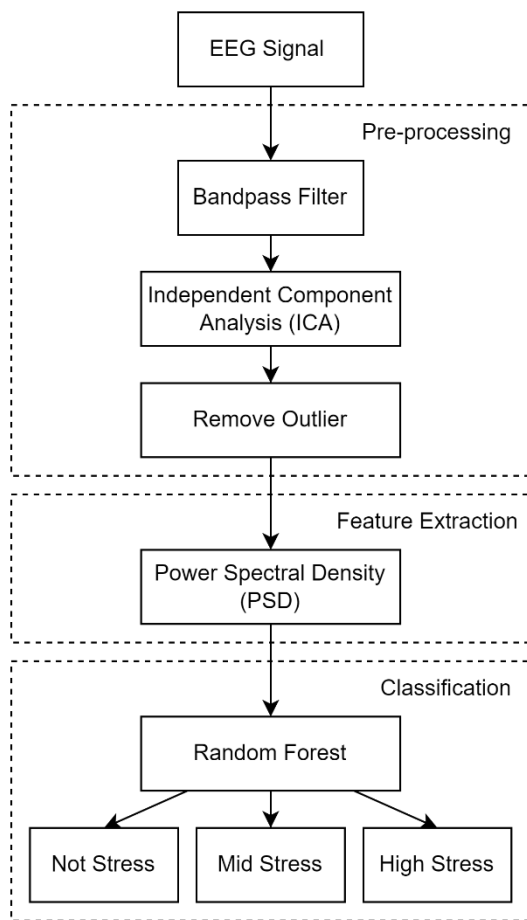 EEG Signal
Pre-processing
Bandpass Filter
Independent Component
Analysis (ICA)
Remove Outlier
Feature Extraction
Power Spectral Density
(PSD)
Classification
Random Forest
Not Stress
Mid Stress
High Stress